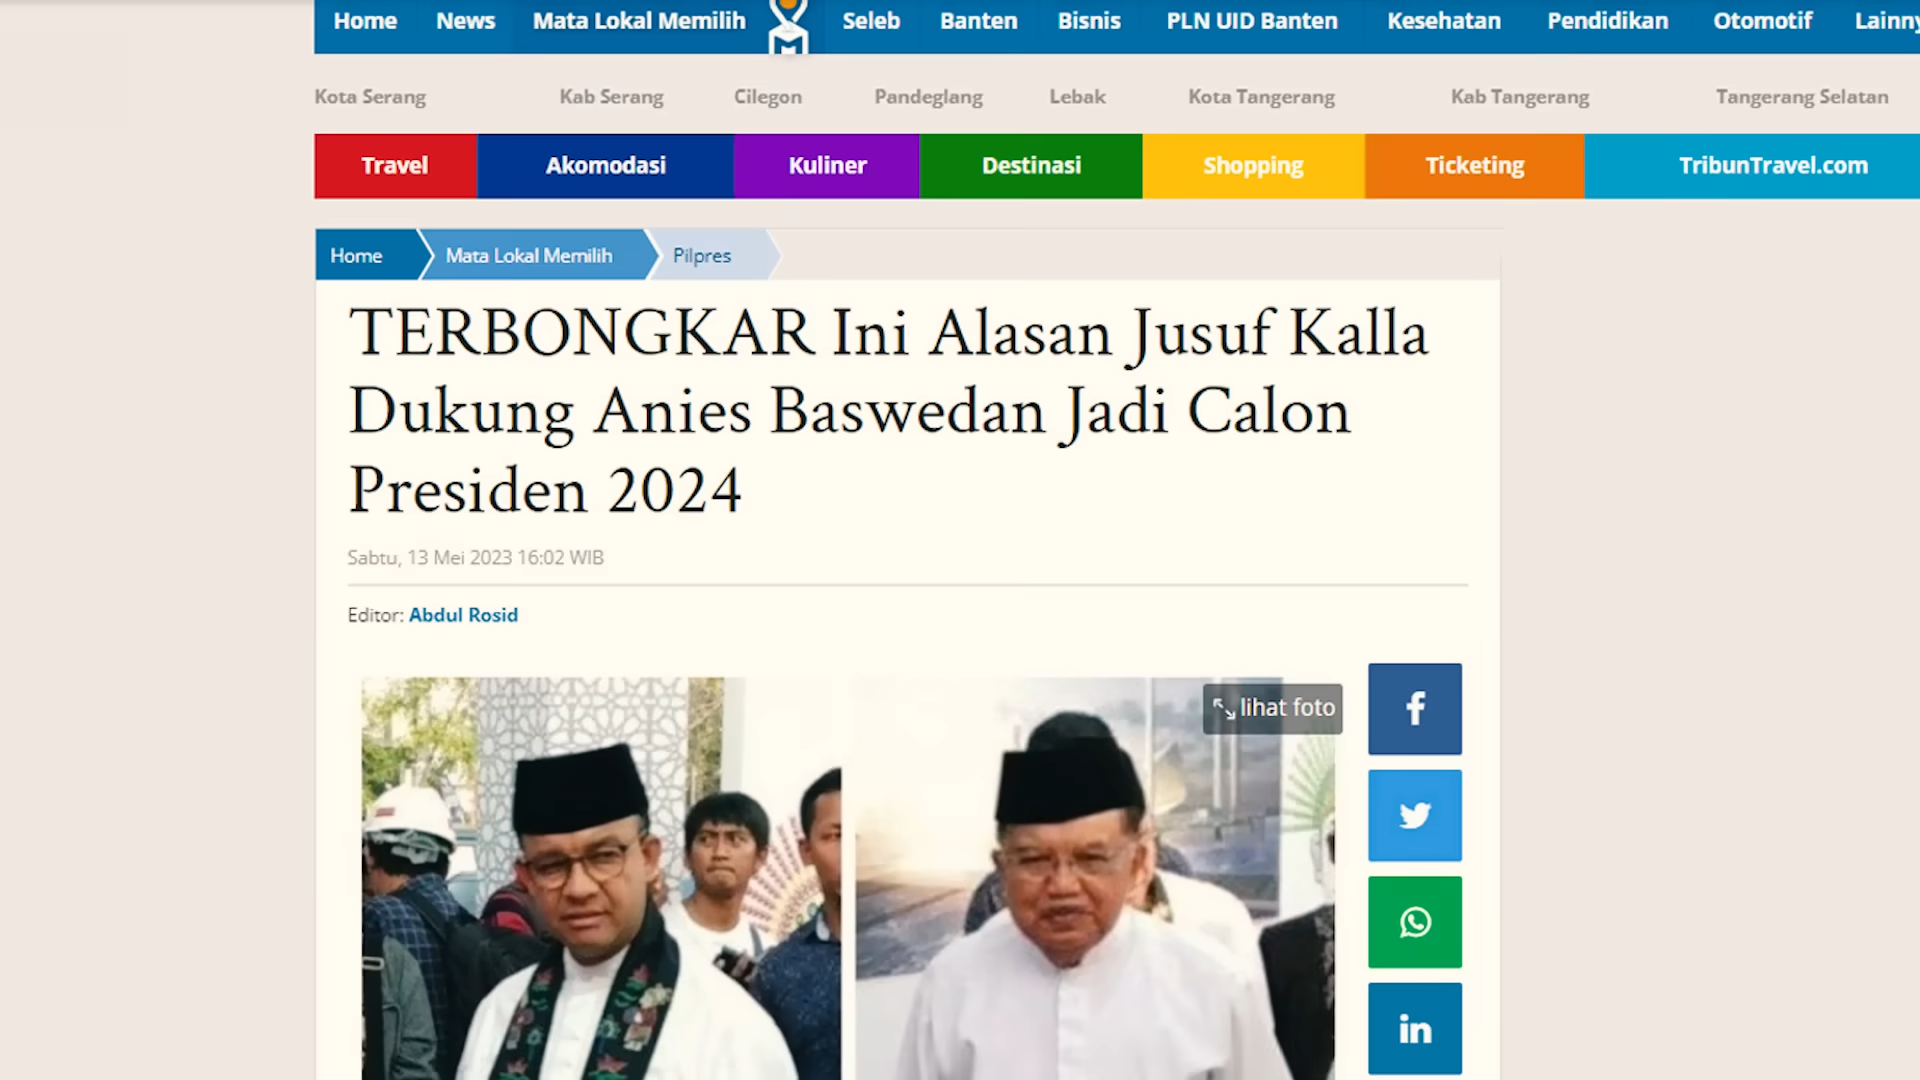 Home News Mata Lokal Memilih Seleb Banten Bisnis PLN UID Banten Kesehatan Pendidikan Otomotif
Kota Serang Kab Serang Cilegon Pandeglang Lebak Kota Tangerang Kab Tangerang Tangerang Selatan
Travel Akomodasi Kuliner Destinasi Shopping Ticketing TribunTravel.com
Home Mata Lokal Memilih Pilpres
TERBONGKAR Ini Alasan Jusuf Kalla
Dukung Anies Baswedan Jadi Calon
Presiden 2024
Sabtu, 13 Mei 2023 16:02 WIB
Editor: Abdul Rosid
lihat foto